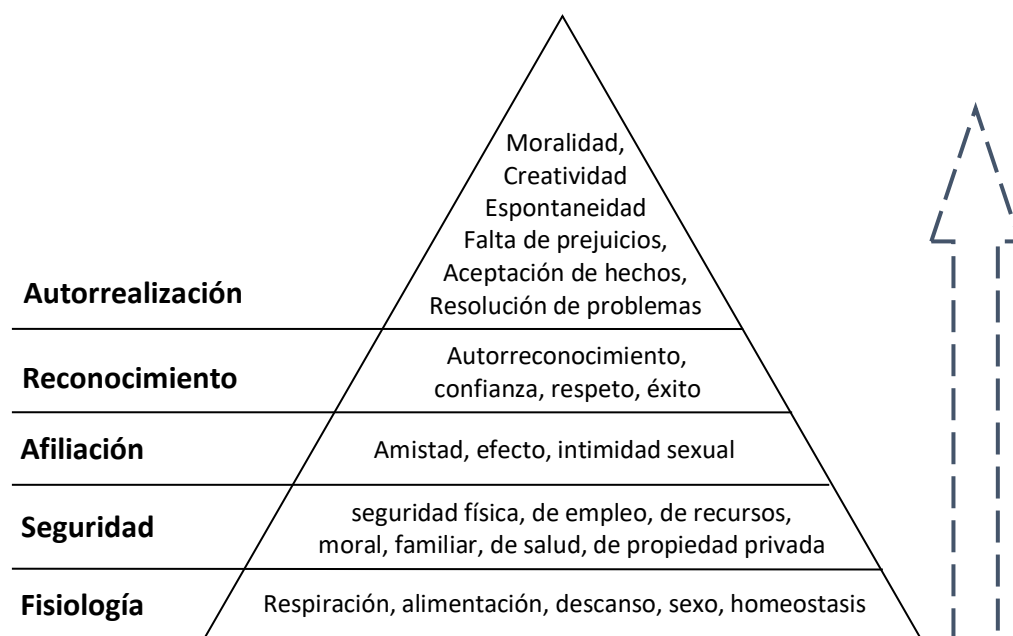 Moralidad,
Creatividad
Espontaneidad
Falta de prejuicios,
Aceptación de hechos,
Resolución de problemas
Autorrealización
Autorreconocimiento,
confianza, respeto, éxito
Reconocimiento
Afiliación
Amistad, efecto, intimidad sexual
Seguridad
seguridad física, de empleo, de recursos,
moral, familiar, de salud, de propiedad privada
Fisiología
Respiración, alimentación, descanso, sexo, homeostasis